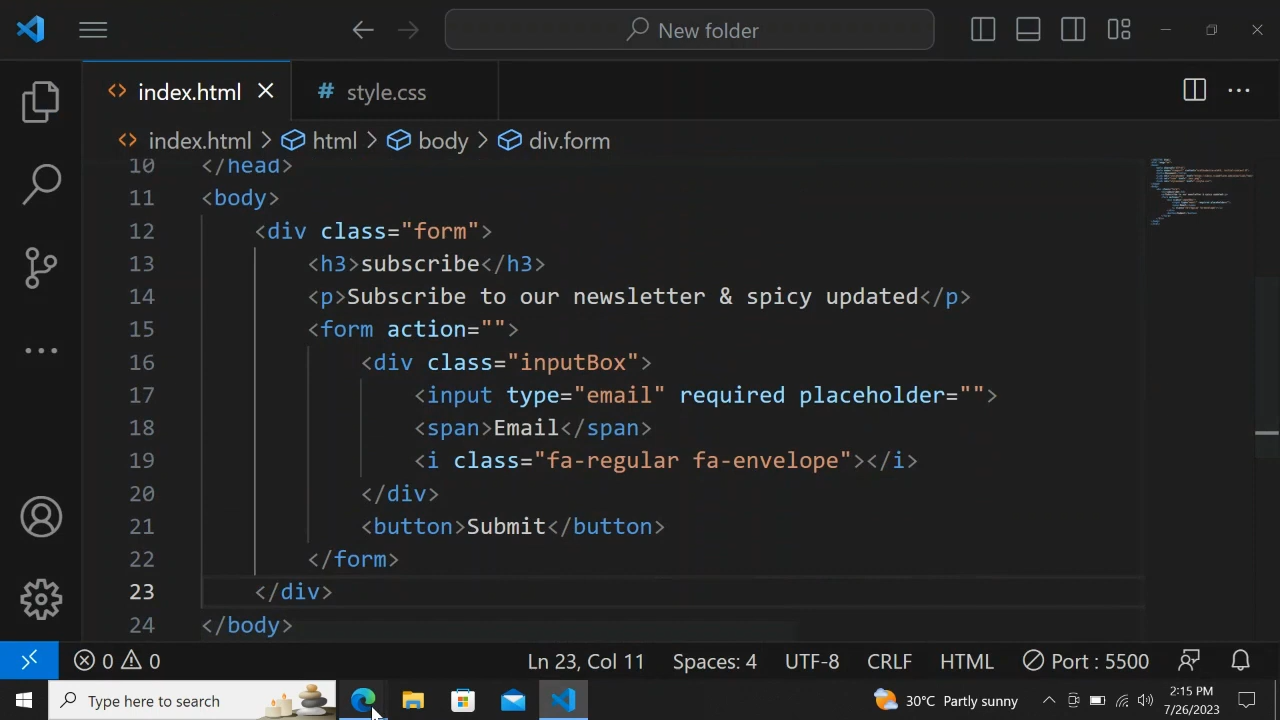 New folder
index.html
# style.css
index.html > html > body > div.form
10 </head>
11 <body>
12 <div class="form">
13 <h3>subscribe</h3>
14 <p>Subscribe to our newsletter & spicy updated</p>
15 <form action="">
16 <div class="inputBox">
17 <input type="email" required placeholder="">
18 <span>Email</span>
19 <i class="fa-regular fa-envelope"></i>
20 </div>
21 <button>Submit</button>
22 </form>
23 </div>
24 </body>
0 0 Ln 23, Col 11 Spaces: 4 UTF-8 CRLF HTML Port : 5500
Type here to search 30°C Partly sunny 2:15 PM
7/26/2023